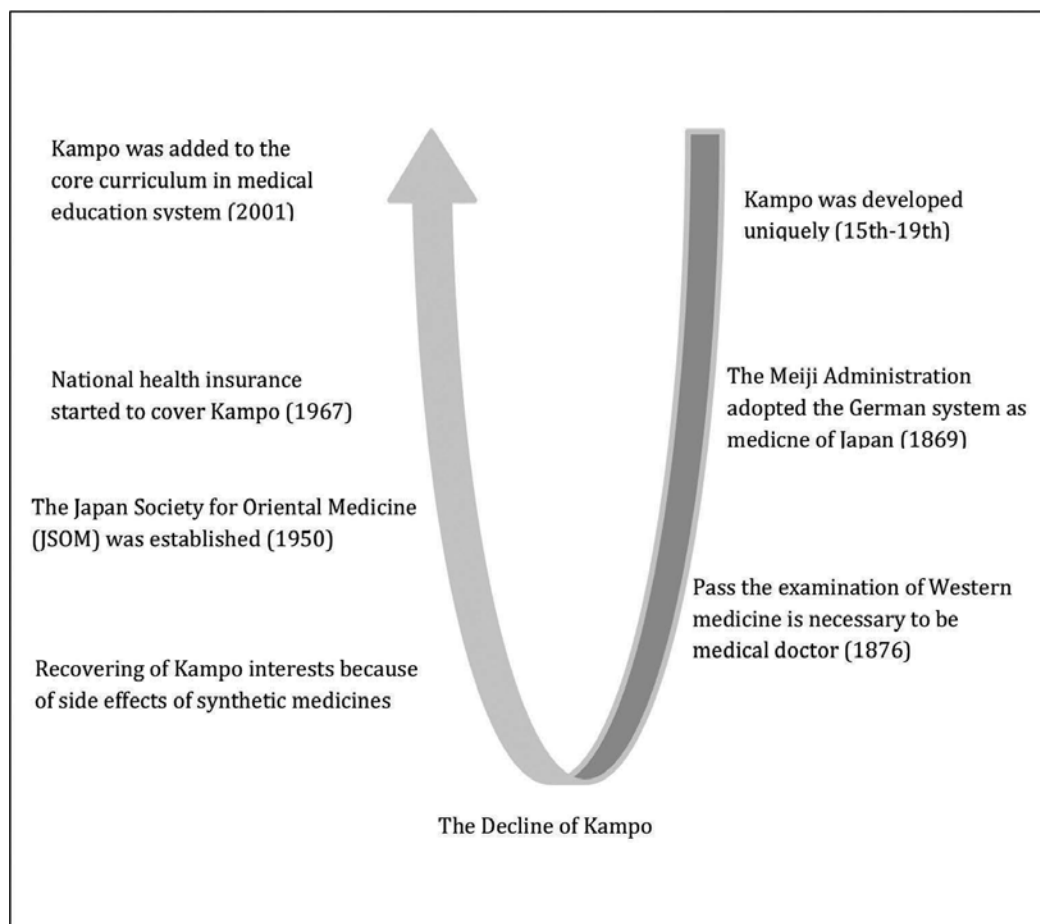 Kampo was added to the
core curriculum in medical
education system (2001)
Kampo was developed
uniquely (15th-19th)
National health insurance
started to cover Kampo (1967)
The Meiji Administration
adopted the German system as
medicne of Japan (1869)
The Japan Society for Oriental Medicine
(JSOM) was established (1950)
Pass the examination of Western
medicine is necessary to be
medical doctor (1876)
Recovering of Kampo interests because
of side effects of synthetic medicines
The Decline of Kampo